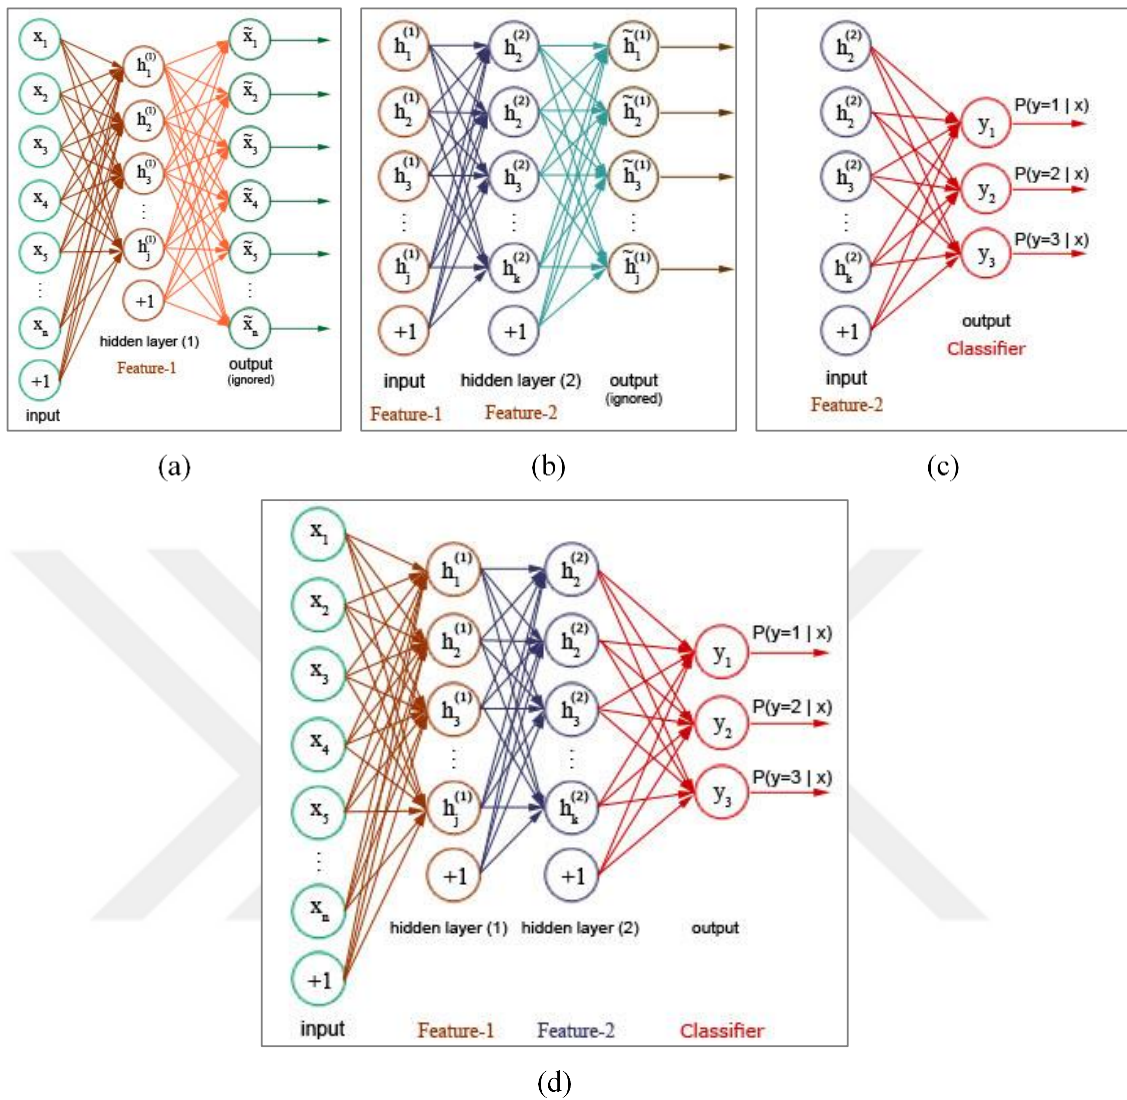 x₁
x₂
x₃
x₄
x₅
⋮
xₙ
+1
input
h₁⁽¹⁾
h₂⁽¹⁾
h₃⁽¹⁾
⋮
hⱼ⁽¹⁾
+1
hidden layer (1)
Feature-1
x̃₁
x̃₂
x̃₃
x̃₄
x̃₅
⋮
x̃ₙ
output
(ignored)
(a)
h₁⁽¹⁾
h₂⁽¹⁾
h₃⁽¹⁾
⋮
hⱼ⁽¹⁾
+1
input
Feature-1
h₂⁽²⁾
h₂⁽²⁾
h₃⁽²⁾
⋮
hₖ⁽²⁾
+1
hidden layer (2)
Feature-2
h̃₁⁽¹⁾
h̃₂⁽¹⁾
h̃₃⁽¹⁾
⋮
h̃ⱼ⁽¹⁾
output
(ignored)
(b)
h₂⁽²⁾
h₂⁽²⁾
h₃⁽²⁾
⋮
hₖ⁽²⁾
+1
input
Feature-2
y₁
y₂
y₃
output
Classifier
P(y=1 | x)
P(y=2 | x)
P(y=3 | x)
(c)
x₁
x₂
x₃
x₄
x₅
⋮
xₙ
+1
input
h₁⁽¹⁾
h₂⁽¹⁾
h₃⁽¹⁾
⋮
hⱼ⁽¹⁾
+1
hidden layer (1)
Feature-1
h₂⁽²⁾
h₂⁽²⁾
h₃⁽²⁾
⋮
hₖ⁽²⁾
+1
hidden layer (2)
Feature-2
y₁
y₂
y₃
output
Classifier
P(y=1 | x)
P(y=2 | x)
P(y=3 | x)
(d)